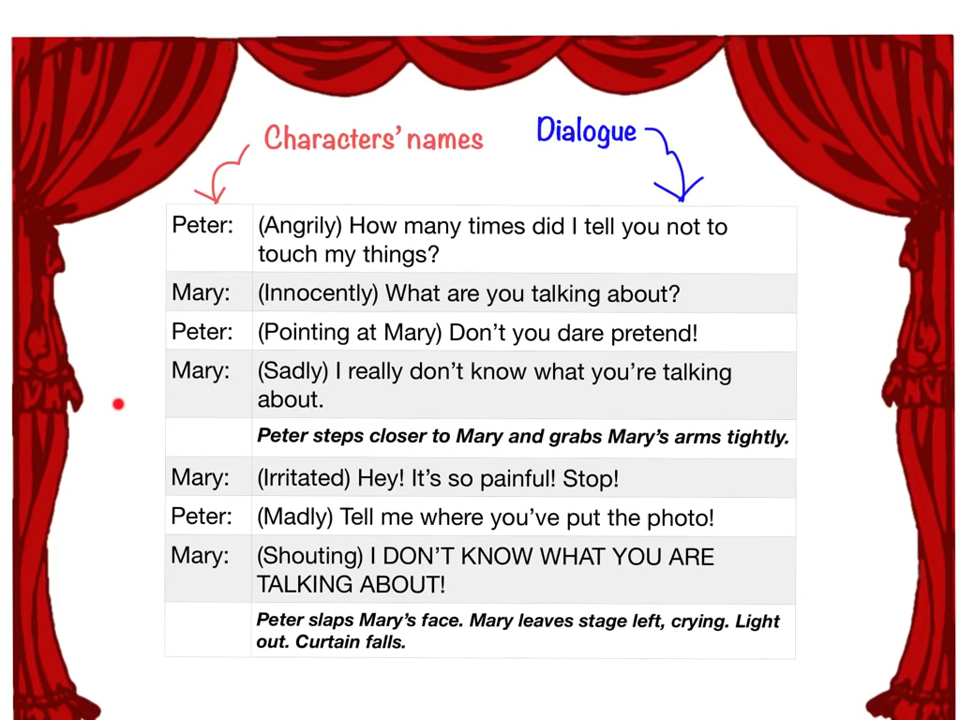 Characters' names
Dialogue
Peter: (Angrily) How many times did I tell you not to
touch my things?
Mary: (Innocently) What are you talking about?
Peter: (Pointing at Mary) Don't you dare pretend!
Mary: (Sadly) I really don't know what you're talking
about.
Peter steps closer to Mary and grabs Mary's arms tightly.
Mary: (Irritated) Hey! It's so painful! Stop!
Peter: (Madly) Tell me where you've put the photo!
Mary: (Shouting) I DON'T KNOW WHAT YOU ARE
TALKING ABOUT!
Peter slaps Mary's face. Mary leaves stage left, crying. Light
out. Curtain falls.